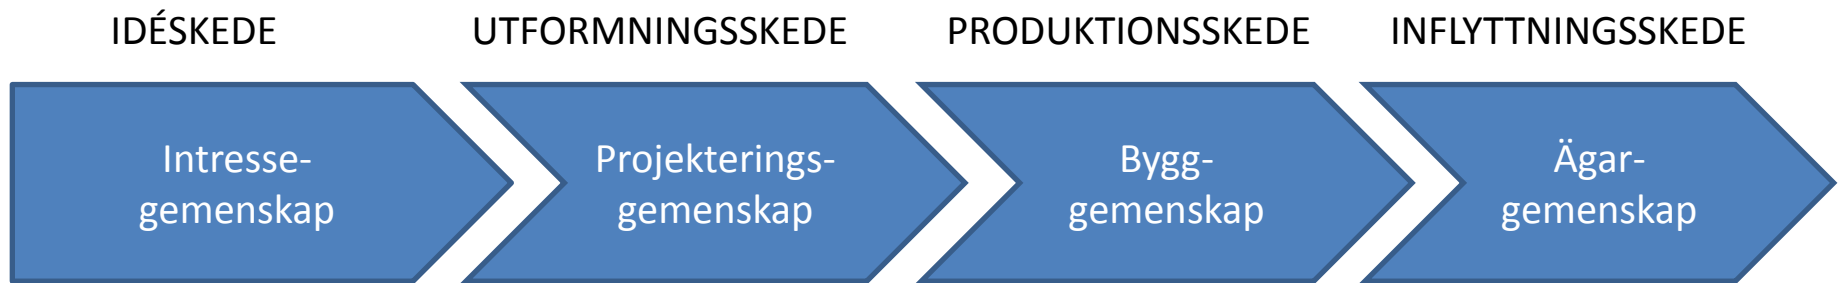 IDÉSKEDE
UTFORMNINGSSKEDE
PRODUKTIONSSKEDE
INFLYTTNINGSSKEDE
Intresse-
gemenskap
Projekterings-
gemenskap
Bygg-
gemenskap
Ägar-
gemenskap